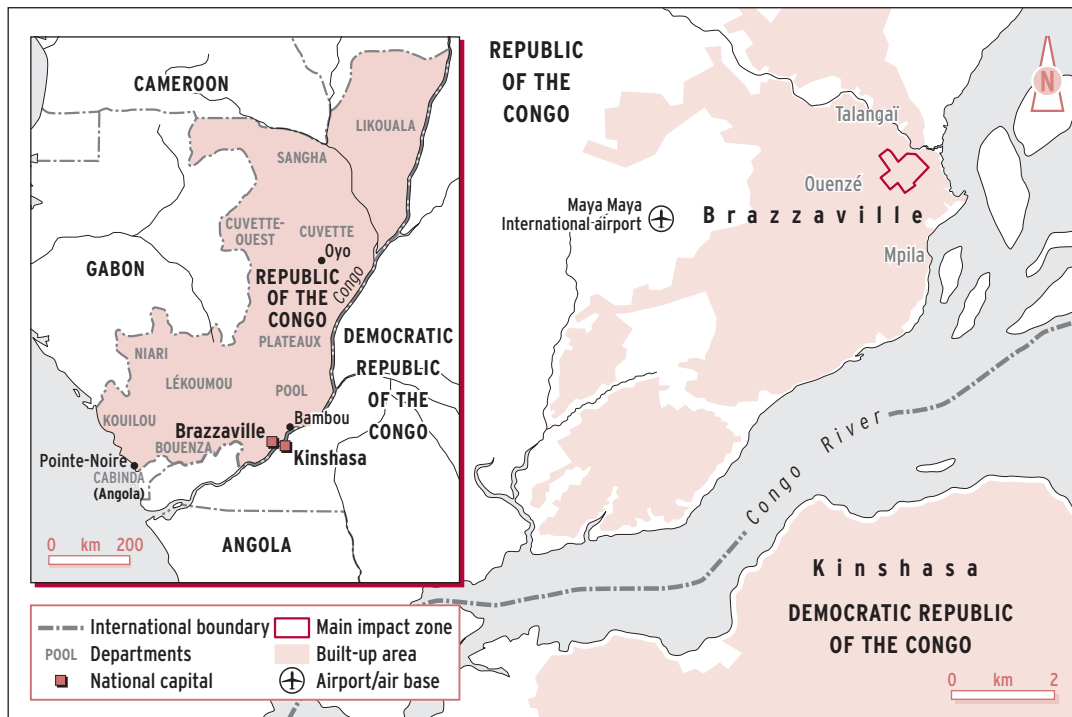 CAMEROON
LIKOUALA
SANGHA
CUVETTE-
OUEST
CUVETTE
Oyo
GABON
REPUBLIC
OF THE
CONGO
Congo
PLATEAUX
DEMOCRATIC
REPUBLIC
OF THE
CONGO
NIARI
LÉKOUMOU
POOL
KOUILOU
Bambou
Brazzaville
BOUENZA
Kinshasa
Pointe-Noire
CABINDA
(Angola)
ANGOLA
0 km 200
REPUBLIC
OF THE
CONGO
N
Talangaï
Ouenzé
Maya Maya
International airport
Brazzaville
Mpila
Congo River
Kinshasa
DEMOCRATIC REPUBLIC
OF THE CONGO
0 km 2
International boundary
Main impact zone
POOL Departments
Built-up area
National capital
Airport/air base